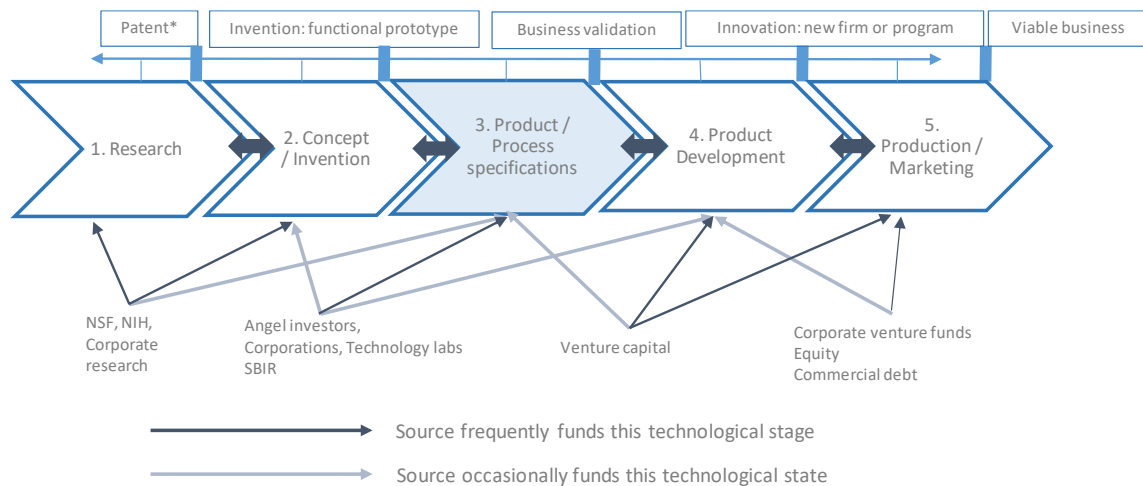 Patent*
Invention: functional prototype
Business validation
Innovation: new firm or program
Viable business
1. Research
2. Concept
/ Invention
3. Product /
Process
specifications
4. Product
Development
5.
Production /
Marketing
NSF, NIH,
Corporate
research
Angel investors,
Corporations, Technology labs
SBIR
Venture capital
Corporate venture funds
Equity
Commercial debt
Source frequently funds this technological stage
Source occasionally funds this technological state